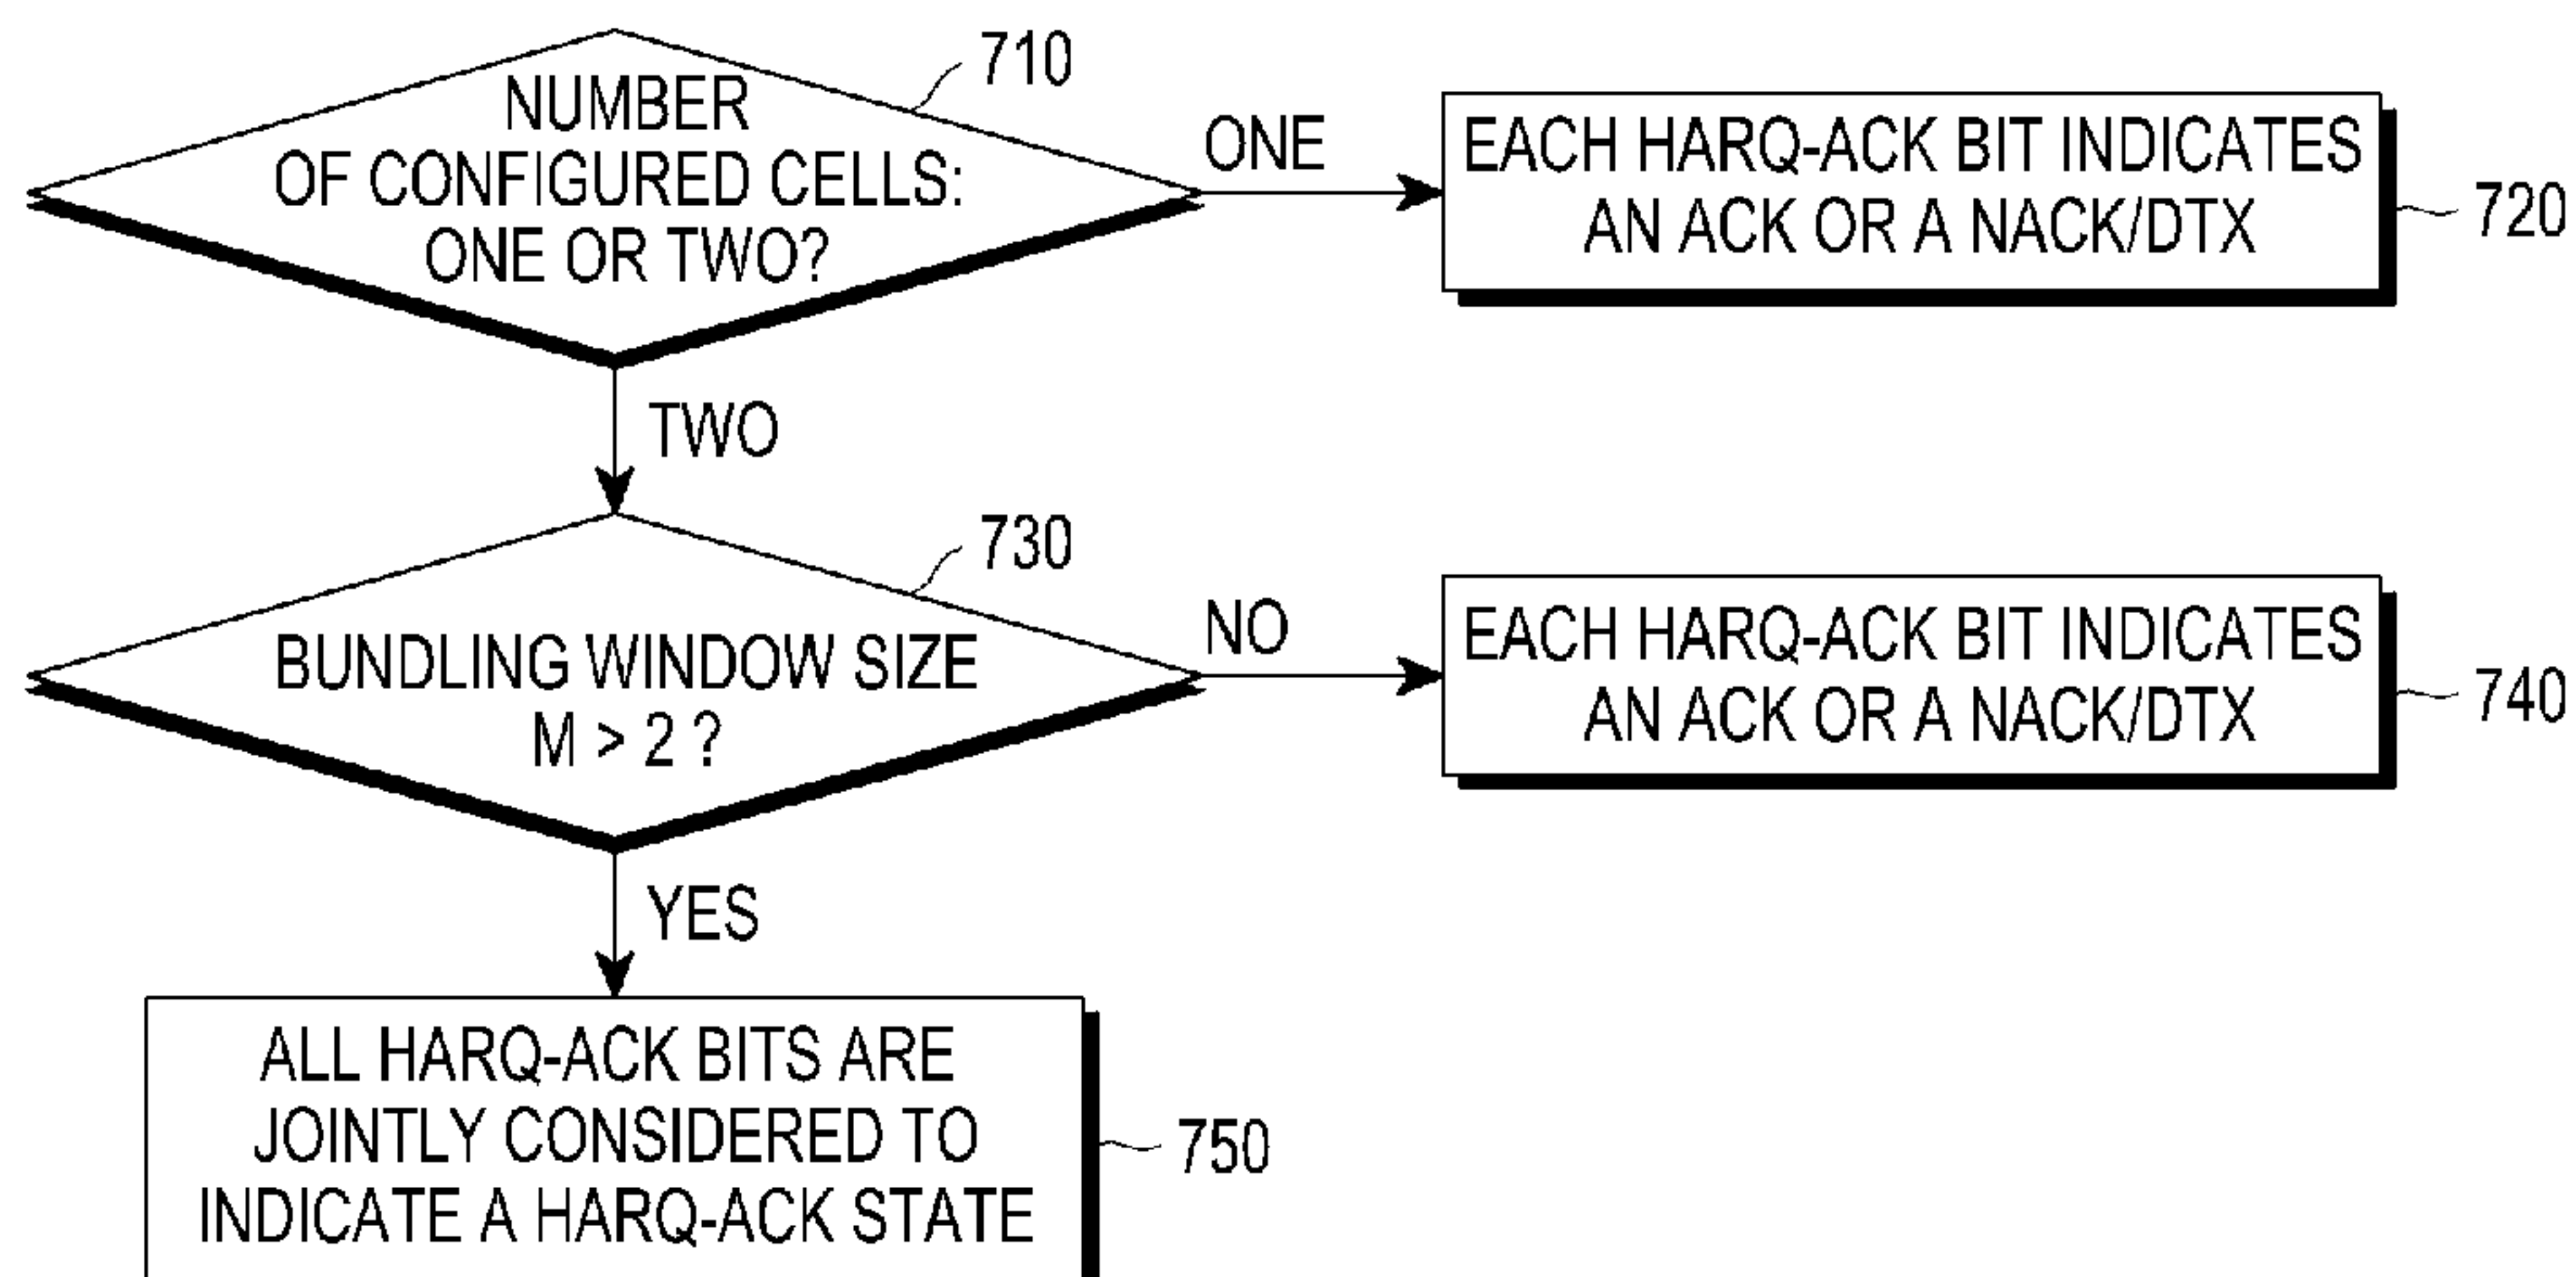 NUMBER
OF CONFIGURED CELLS:
ONE OR TWO?
710
ONE
EACH HARQ-ACK BIT INDICATES
AN ACK OR A NACK/DTX
720
TWO
BUNDLING WINDOW SIZE
M > 2 ?
730
NO
EACH HARQ-ACK BIT INDICATES
AN ACK OR A NACK/DTX
740
YES
ALL HARQ-ACK BITS ARE
JOINTLY CONSIDERED TO
INDICATE A HARQ-ACK STATE
750